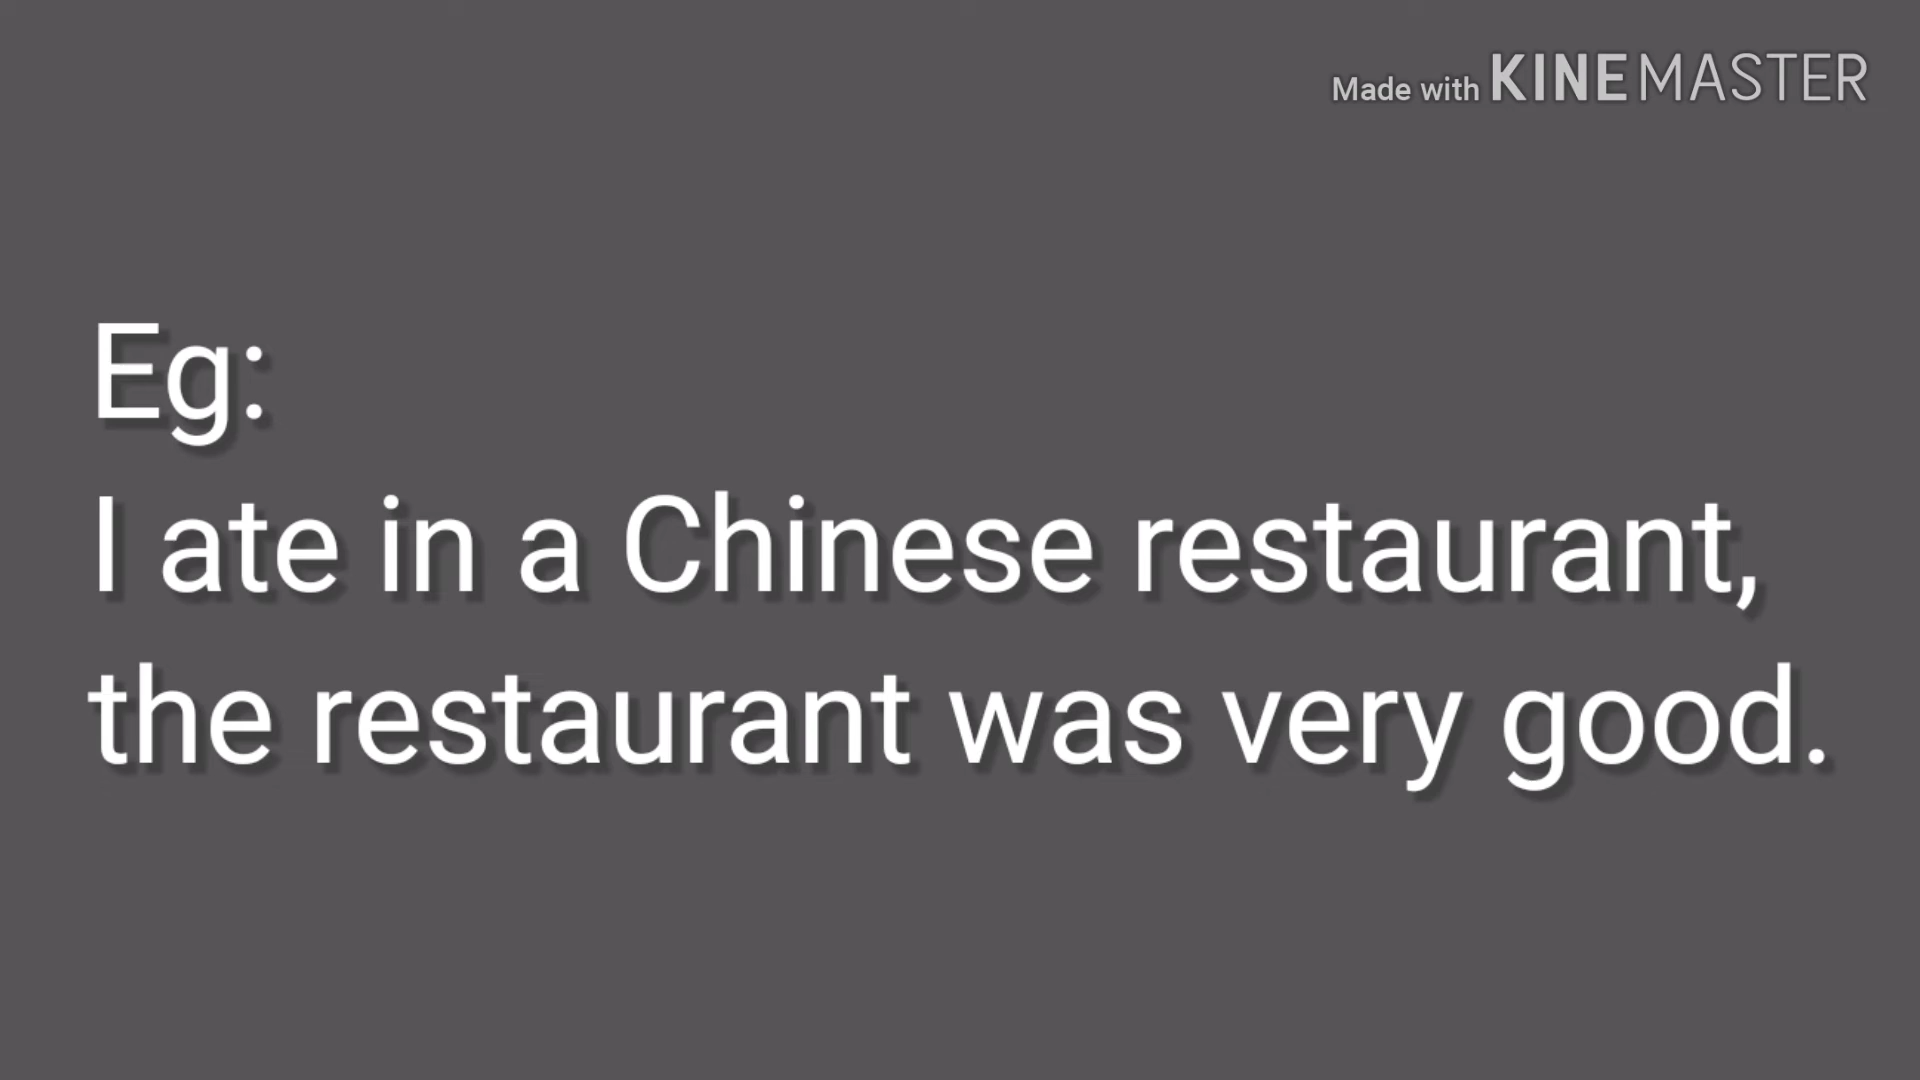 Made with KINEMASTER
Eg:
I ate in a Chinese restaurant,
the restaurant was very good.